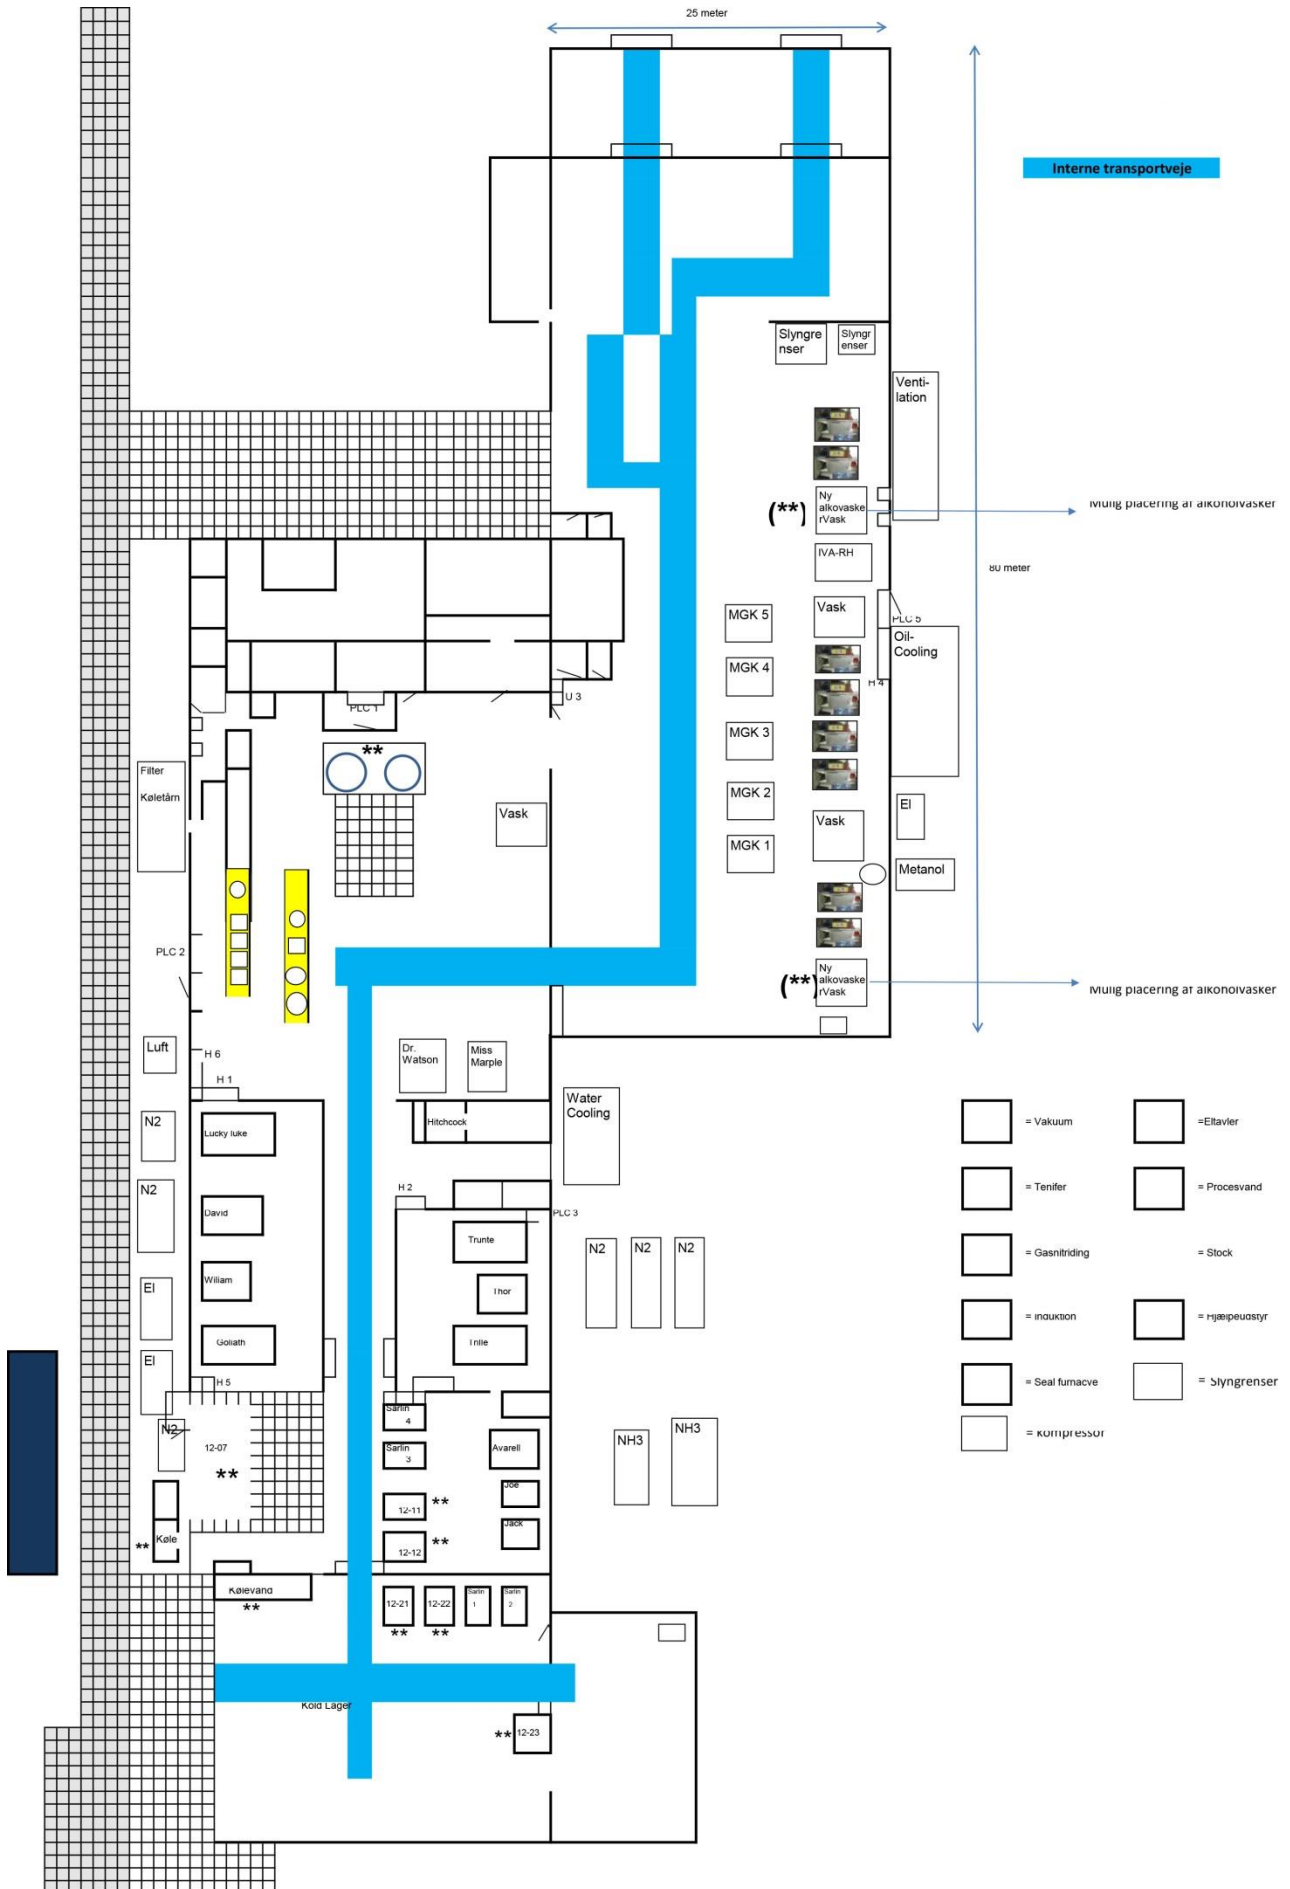 25 meter
Interne transportveje
Slyngre
nser
Slyngr
enser
Venti-
lation
(**)
Ny
alkovaske
rVask
Mulig placering af alkoholvasker
IVA-RH
80 meter
MGK 5
Vask
PLC 5
Oil-
Cooling
MGK 4
H 4
U 3
PLC 1
MGK 3
**
Filter
Køletårn
MGK 2
El
Vask
Vask
MGK 1
Metanol
PLC 2
(**)
Ny
alkovaske
rVask
Mulig placering af alkoholvasker
Luft
H 6
Dr.
Watson
Miss
Marple
H 1
Water
Cooling
N2
Lucky luke
Hitchcock
= Vakuum
=Eltavler
N2
H 2
= Tenifer
= Procesvand
David
PLC 3
Trunte
N2
N2
N2
= Gasnitriding
= Stock
El
Wiliam
Thor
= Induktion
= Hjælpeudstyr
Goliath
Trille
El
H 5
= Seal furnacve
= Slyngrenser
Sarlin
4
N2
12-07
NH3
NH3
= Kompressor
Sarlin
3
Avarell
**
Joe
12-11
**
Jack
Køle
**
12-12
**
Kølevand
**
12-21
**
12-22
**
Sarlin
1
Sarlin
2
Kold Lager
**
12-23